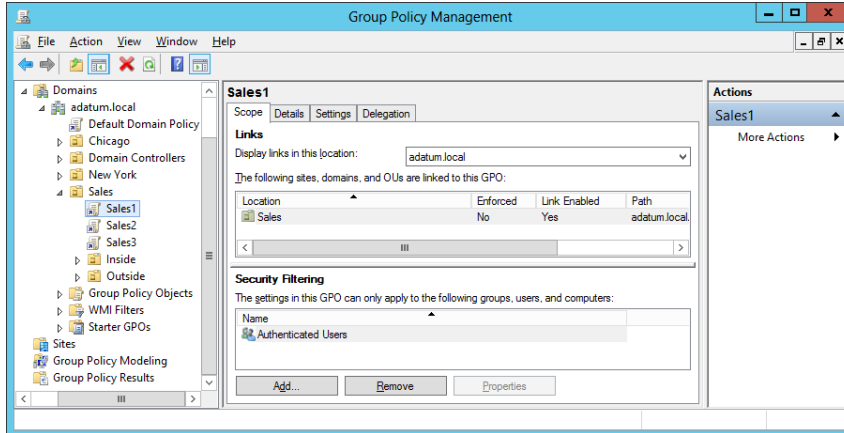 Group Policy Management
File Action View Window Help
Domains
adatum.local
Default Domain Policy
Chicago
Domain Controllers
New York
Sales
Sales1
Sales2
Sales3
Inside
Outside
Group Policy Objects
WMI Filters
Starter GPOs
Sites
Group Policy Modeling
Group Policy Results
Sales1
Scope Details Settings Delegation
Links
Display links in this location: adatum.local
The following sites, domains, and OUs are linked to this GPO:
Location Enforced Link Enabled Path
Sales No Yes adatum.local.
Security Filtering
The settings in this GPO can only apply to the following groups, users, and computers:
Name
Authenticated Users
Add... Remove Properties
Actions
Sales1
More Actions